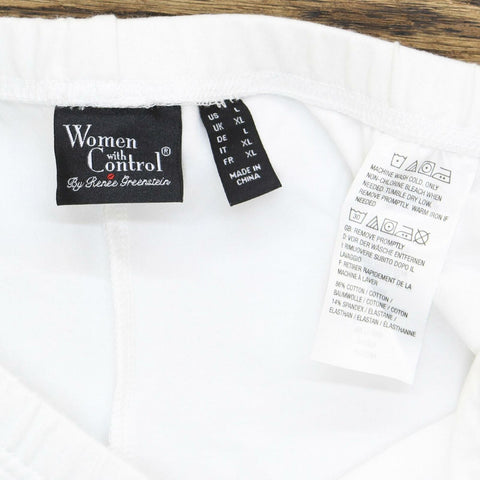 Women
with
Control®
By Renee Greenstein
US L
UK XL
DE L
IT XL
FR XL
MADE IN
CHINA
MACHINE WASH COLD. ONLY
NON-CHLORINE BLEACH WHEN
NEEDED. TUMBLE DRY LOW.
REMOVE PROMPTLY. WARM IRON IF
NEEDED
30
GB: REMOVE PROMPTLY
D: VOR DER WÄSCHE ENTFERNEN
I: RIMUOVERE SUBITO DOPO IL
LAVAGGIO
F: RETIRER RAPIDEMENT DE LA
MACHINE À LAVER
86% COTTON / COTTON /
BAUMWOLLE / COTONE / COTON
14% SPANDEX / ELASTANE /
ELASTHAN / ELASTAN / ELASTHANNE